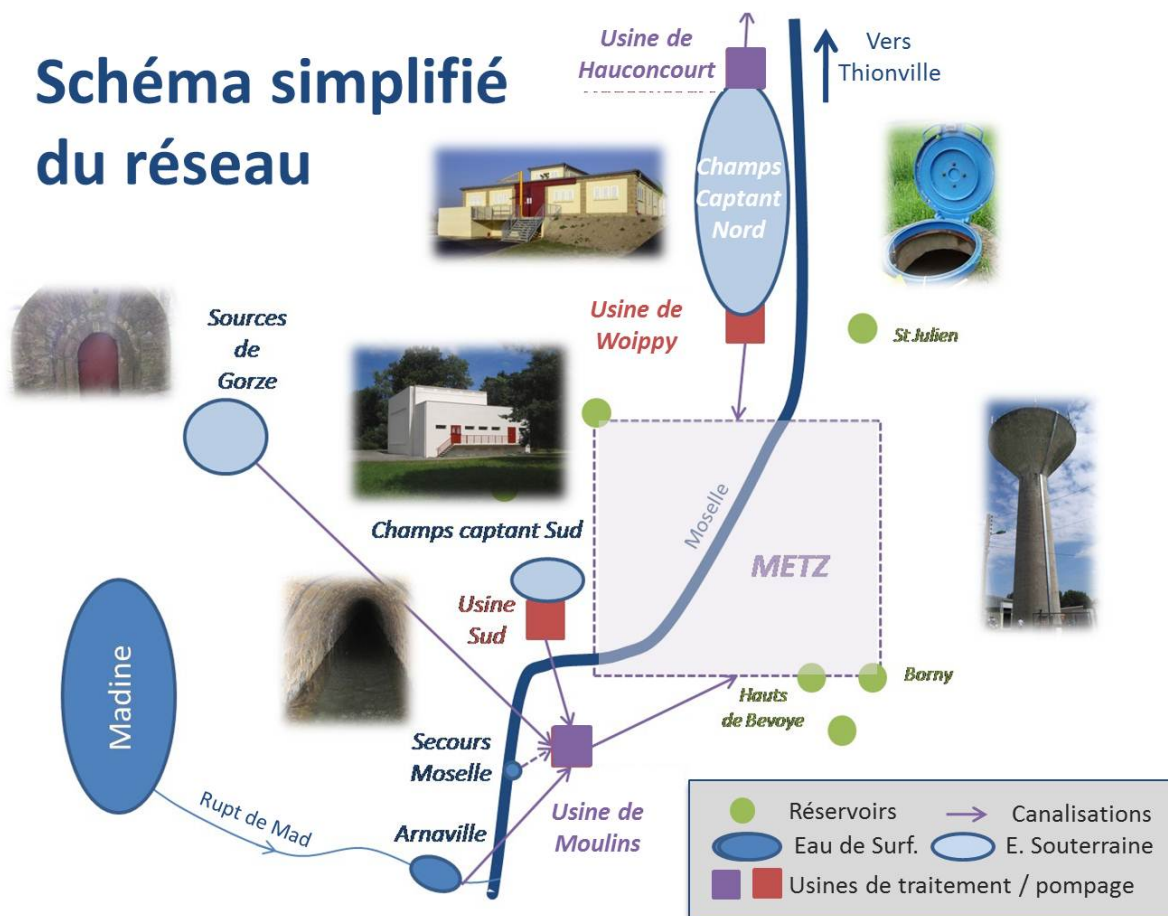 Schéma simplifié
du réseau
Usine de
Hauconcourt
Vers
Thionville
Champs
Captant
Nord
Sources
de
Gorze
Usine de
Woippy
St Julien
Champs captant Sud
Moselle
METZ
Usine
Sud
Madine
Hauts
de Bevoye
Borny
Secours
Moselle
Rupt de Mad
Arnaville
Usine de
Moulins
Réservoirs
Canalisations
Eau de Surf.
E. Souterraine
Usines de traitement / pompage